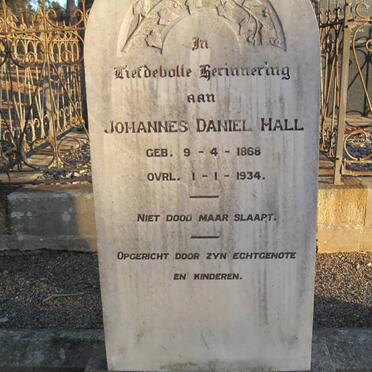 In
Liefdevolle Herinnering
aan
JOHANNES DANIEL HALL
GEB. 9 - 4 - 1868
OVRL. 1 - 1 - 1934.
NIET DOOD MAAR SLAAPT.
OPGERICHT DOOR ZYN ECHTGENOTE
EN KINDEREN.